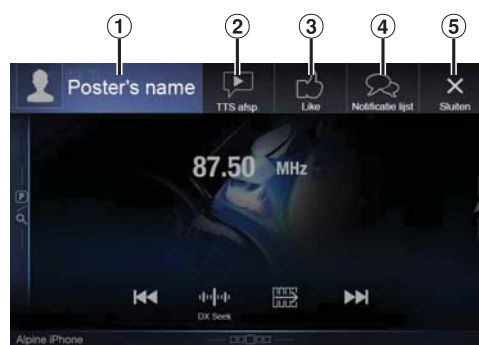 1 2 3 4 5
Poster's name
TTS afsp.
Like
Notificatie lijst
Sluiten
87.50 MHz
P
DX Seek
Alpine iPhone